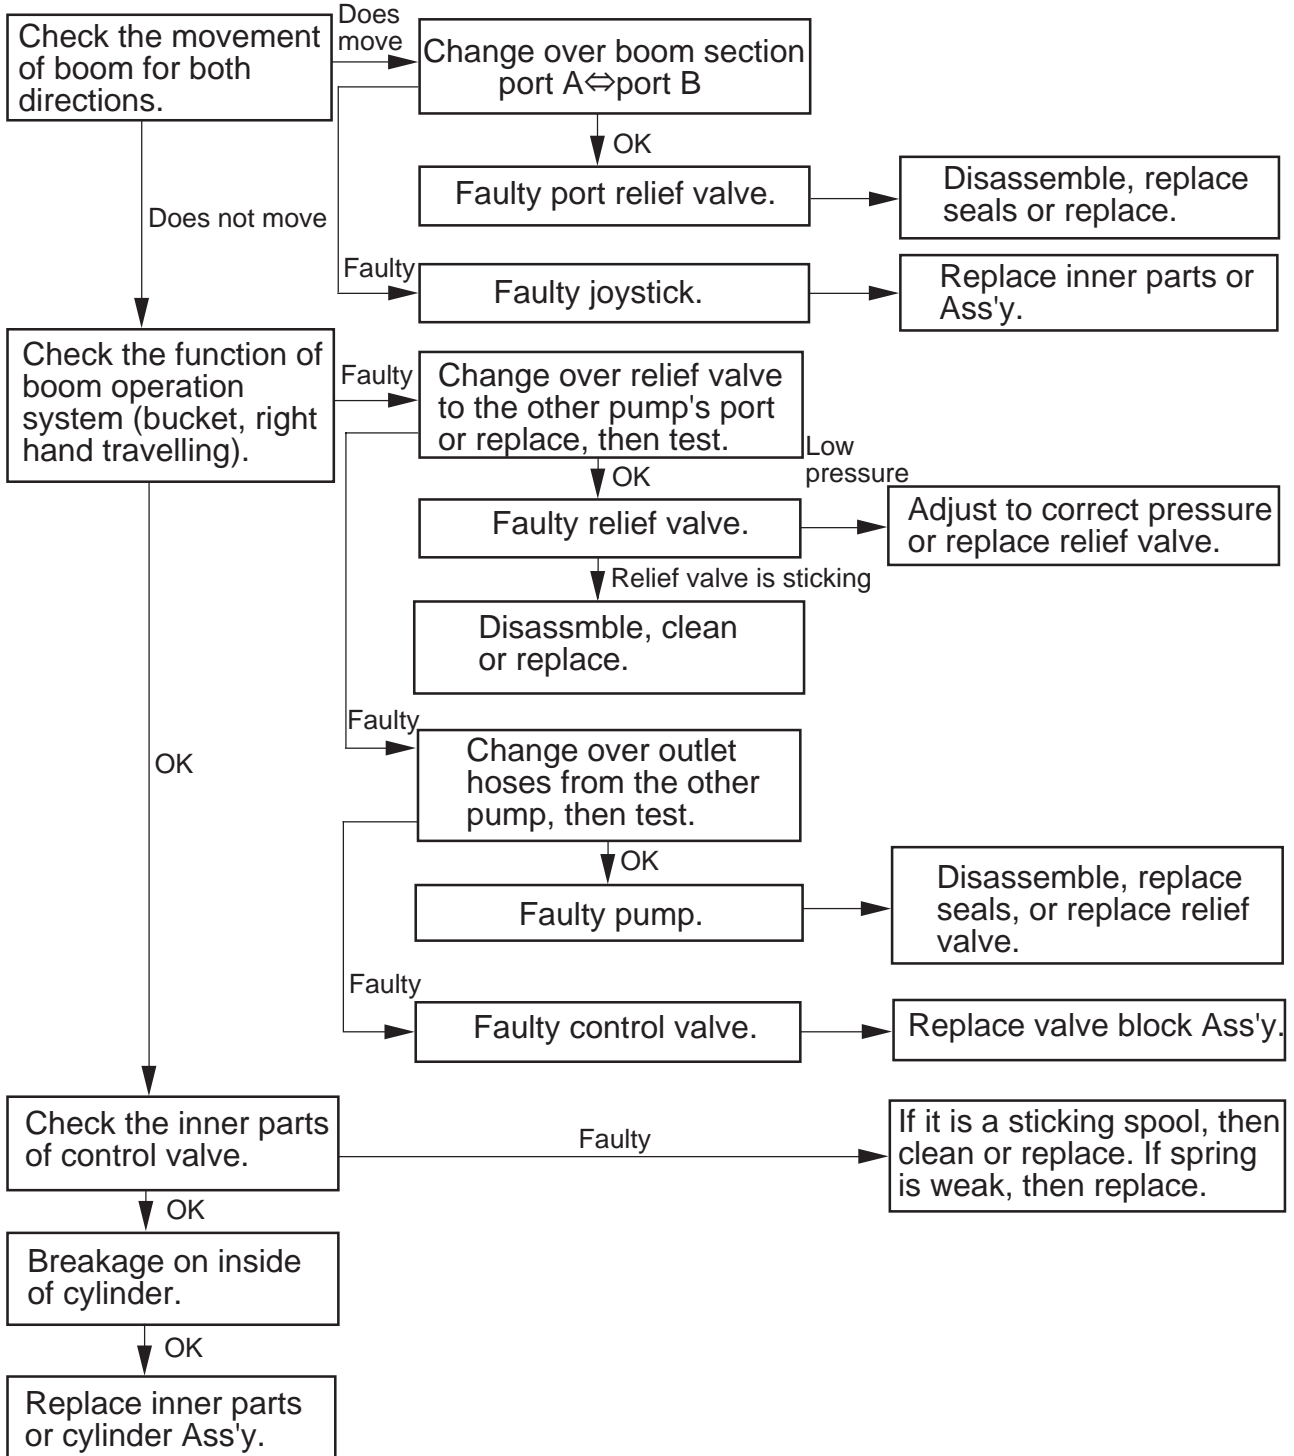 Check the movement
of boom for both
directions.
Does
move
Change over boom section
port A⇔port B
OK
Faulty port relief valve.
Disassemble, replace
seals or replace.
Does not move
Faulty
Faulty joystick.
Replace inner parts or
Ass'y.
Check the function of
boom operation
system (bucket, right
hand travelling).
Faulty
Change over relief valve
to the other pump's port
or replace, then test.
Low
pressure
OK
Faulty relief valve.
Adjust to correct pressure
or replace relief valve.
Relief valve is sticking
Disassmble, clean
or replace.
Faulty
OK
Change over outlet
hoses from the other
pump, then test.
OK
Faulty pump.
Disassemble, replace
seals, or replace relief
valve.
Faulty
Faulty control valve.
Replace valve block Ass'y.
Check the inner parts
of control valve.
Faulty
If it is a sticking spool, then
clean or replace. If spring
is weak, then replace.
OK
Breakage on inside
of cylinder.
OK
Replace inner parts
or cylinder Ass'y.